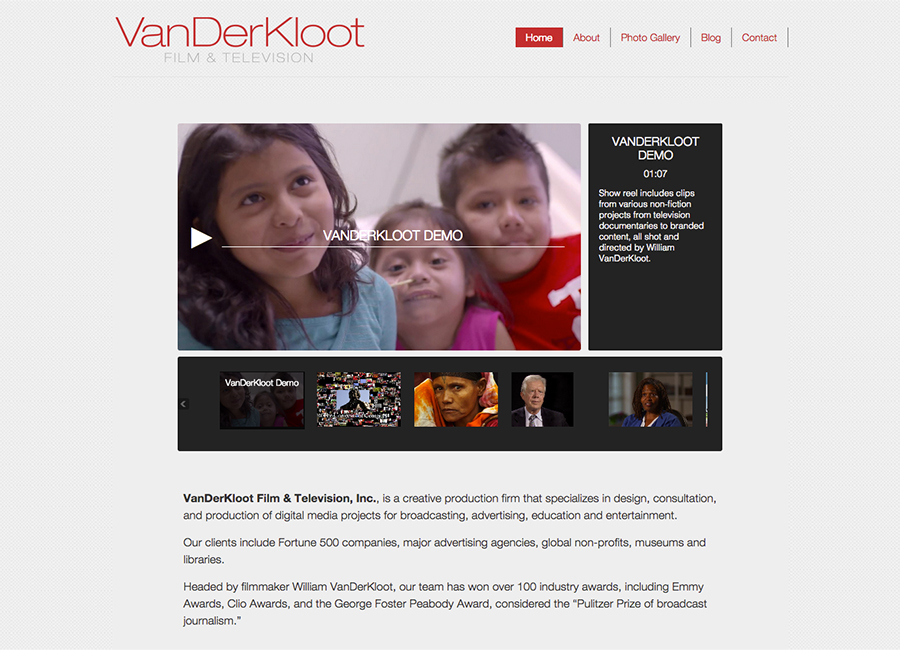 VanDerKloot
FILM & TELEVISION
Home
About
Photo Gallery
Blog
Contact
VANDERKLOOT DEMO
VANDERKLOOT
DEMO
01:07
Show reel includes clips
from various non-fiction
projects from television
documentaries to branded
content, all shot and
directed by William
VanDerKloot.
VanDerKloot Demo
VanDerKloot Film & Television, Inc., is a creative production firm that specializes in design, consultation,
and production of digital media projects for broadcasting, advertising, education and entertainment.
Our clients include Fortune 500 companies, major advertising agencies, global non-profits, museums and
libraries.
Headed by filmmaker William VanDerKloot, our team has won over 100 industry awards, including Emmy
Awards, Clio Awards, and the George Foster Peabody Award, considered the “Pulitzer Prize of broadcast
journalism.”